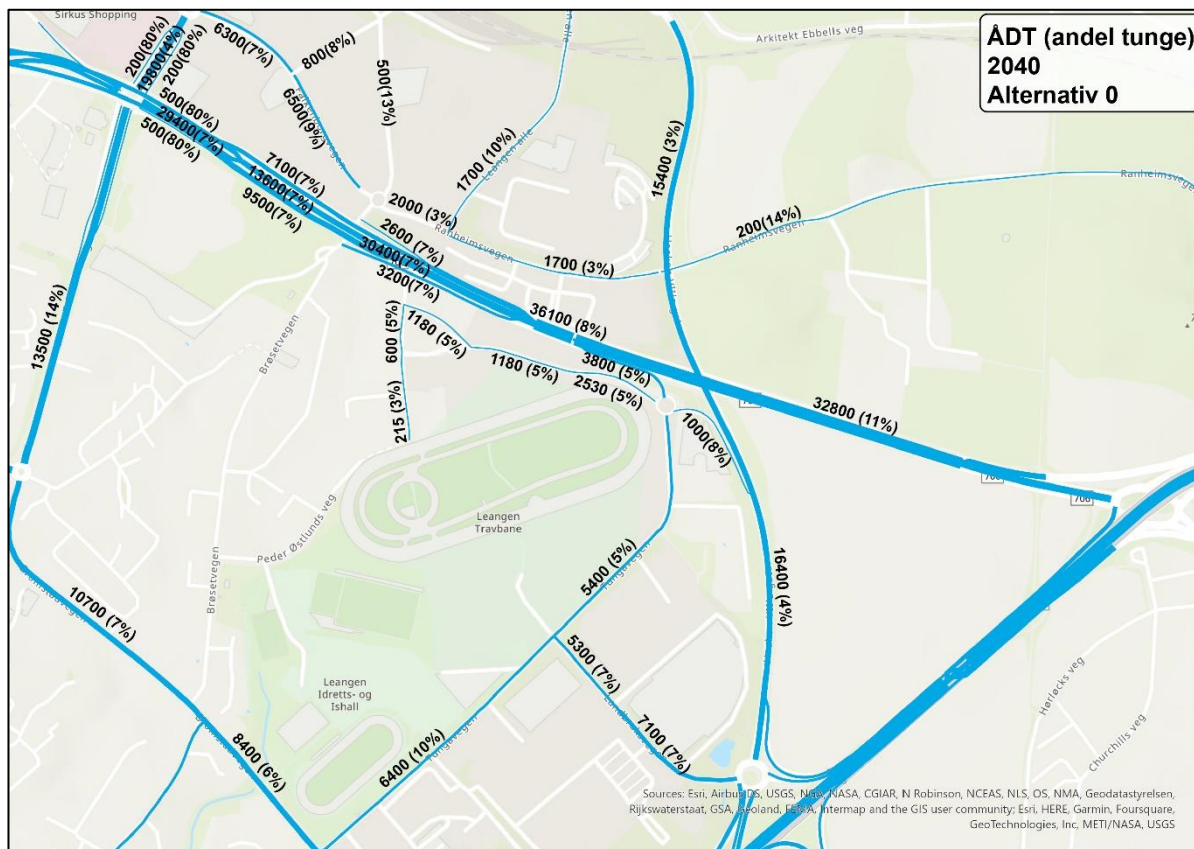 ÅDT (andel tunge)
2040
Alternativ 0
Sirkus Shopping
Arkitekt Ebbells veg
200(80%)
19800(4%)
200(80%)
6300(7%)
800(8%)
500(13%)
6500(9%)
500(80%)
29400(7%)
500(80%)
7100(7%)
13600(7%)
9500(7%)
1700 (10%)
Leangen alle
15400 (3%)
2000 (3%)
Ranheimsvegen
200(14%)
Ranheimsvegen
Ranheimsvegen
2600 (7%)
30400(7%)
3200(7%)
1700 (3%)
13500 (14%)
Brøsetvegen
600 (5%)
1180 (5%)
1180 (5%)
36100 (8%)
3800 (5%)
2530 (5%)
215 (3%)
1000(8%)
32800 (11%)
706
706
Leangen
Travbane
Peder Østlunds veg
Brøsetvegen
10700 (7%)
5400 (5%)
Tungavegen
16400 (4%)
5300 (7%)
7100 (7%)
Leangen
Idretts- og
Ishall
8400 (6%)
6400 (10%)
Tungavegen
Hørløcks veg
Churchills veg
Sources: Esri, Airbus DS, USGS, NGA, NASA, CGIAR, N Robinson, NCEAS, NLS, OS, NMA, Geodatastyrelsen,
Rijkswaterstaat, GSA, Geoland, FEMA, Intermap and the GIS user community; Esri, HERE, Garmin, Foursquare,
GeoTechnologies, Inc, METI/NASA, USGS